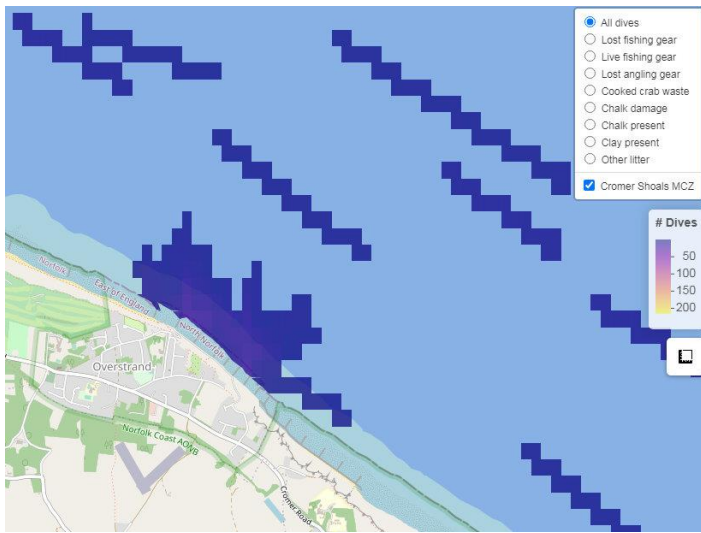 All dives
Lost fishing gear
Live fishing gear
Lost angling gear
Cooked crab waste
Chalk damage
Chalk present
Clay present
Other litter
Cromer Shoals MCZ
# Dives
50
100
150
200
Norfolk
East of England
North Norfolk
Overstrand
Norfolk Coast AONB
Cromer Road